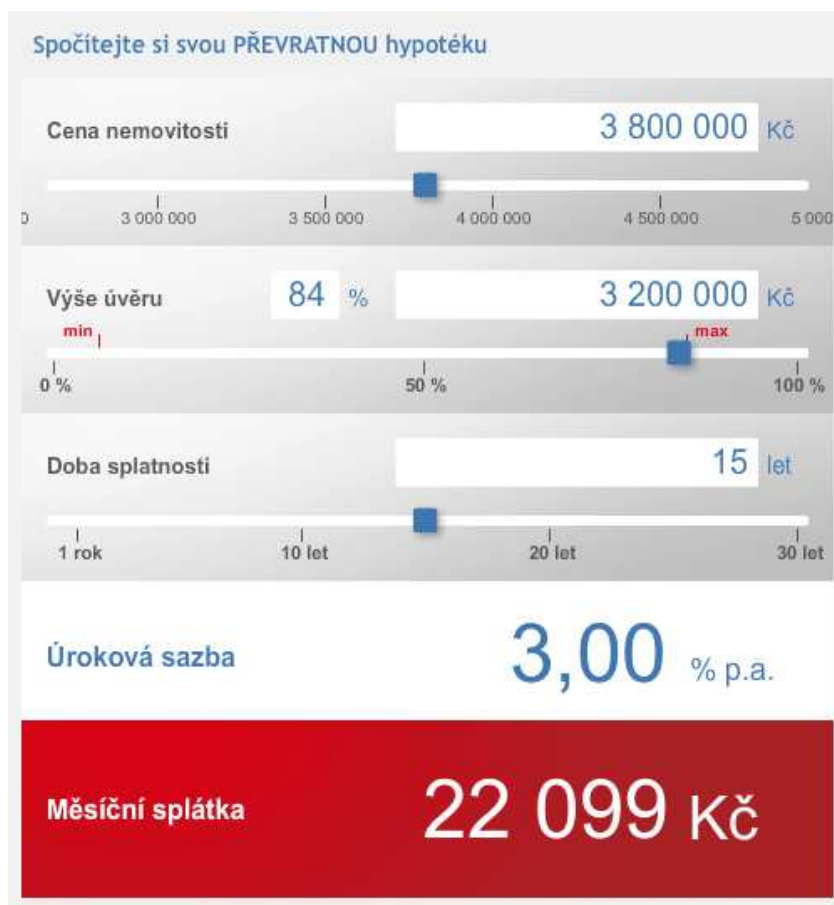 Spočítejte si svou PŘEVRATNOU hypotéku
Cena nemovitosti 3 800 000 Kč
0 3 000 000 3 500 000 4 000 000 4 500 000 5 000
Výše úvěru 84 % 3 200 000 Kč
min max
0 % 50 % 100 %
Doba splatnosti 15 let
1 rok 10 let 20 let 30 let
Úroková sazba 3,00 % p.a.
Měsíční splátka 22 099 Kč